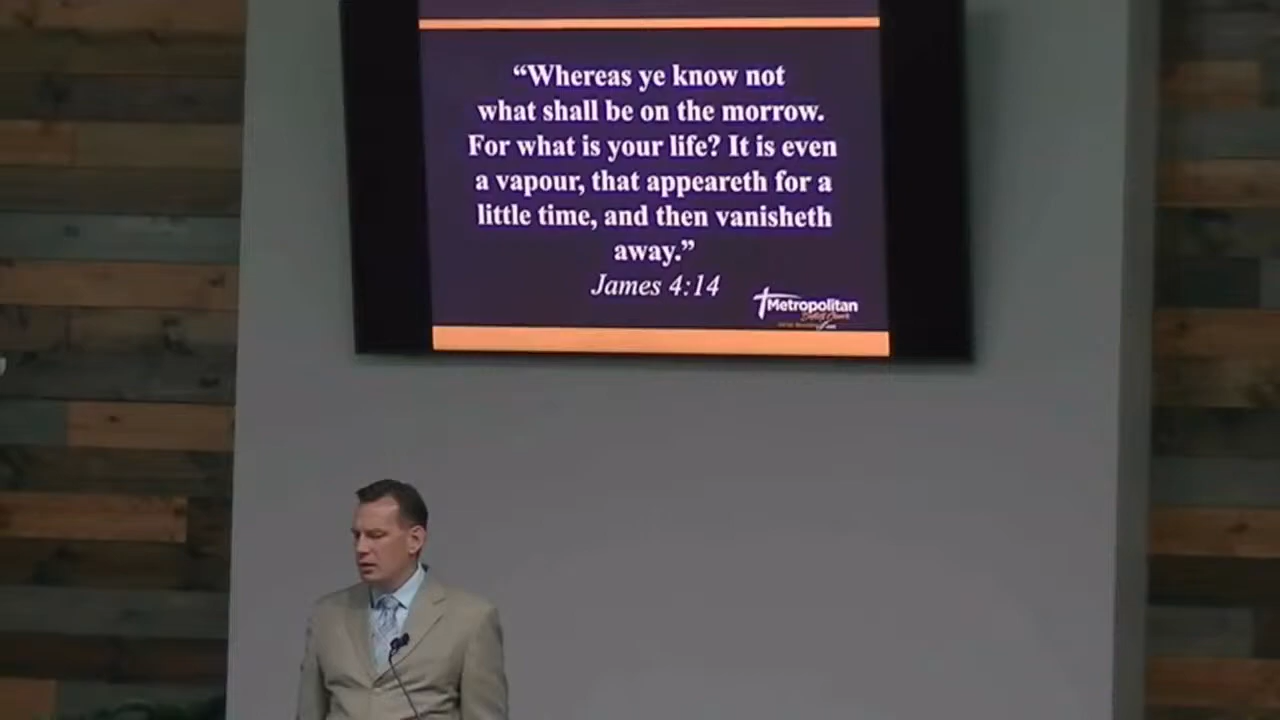 “Whereas ye know not
what shall be on the morrow.
For what is your life? It is even
a vapour, that appeareth for a
little time, and then vanisheth
away.”
James 4:14
Metropolitan